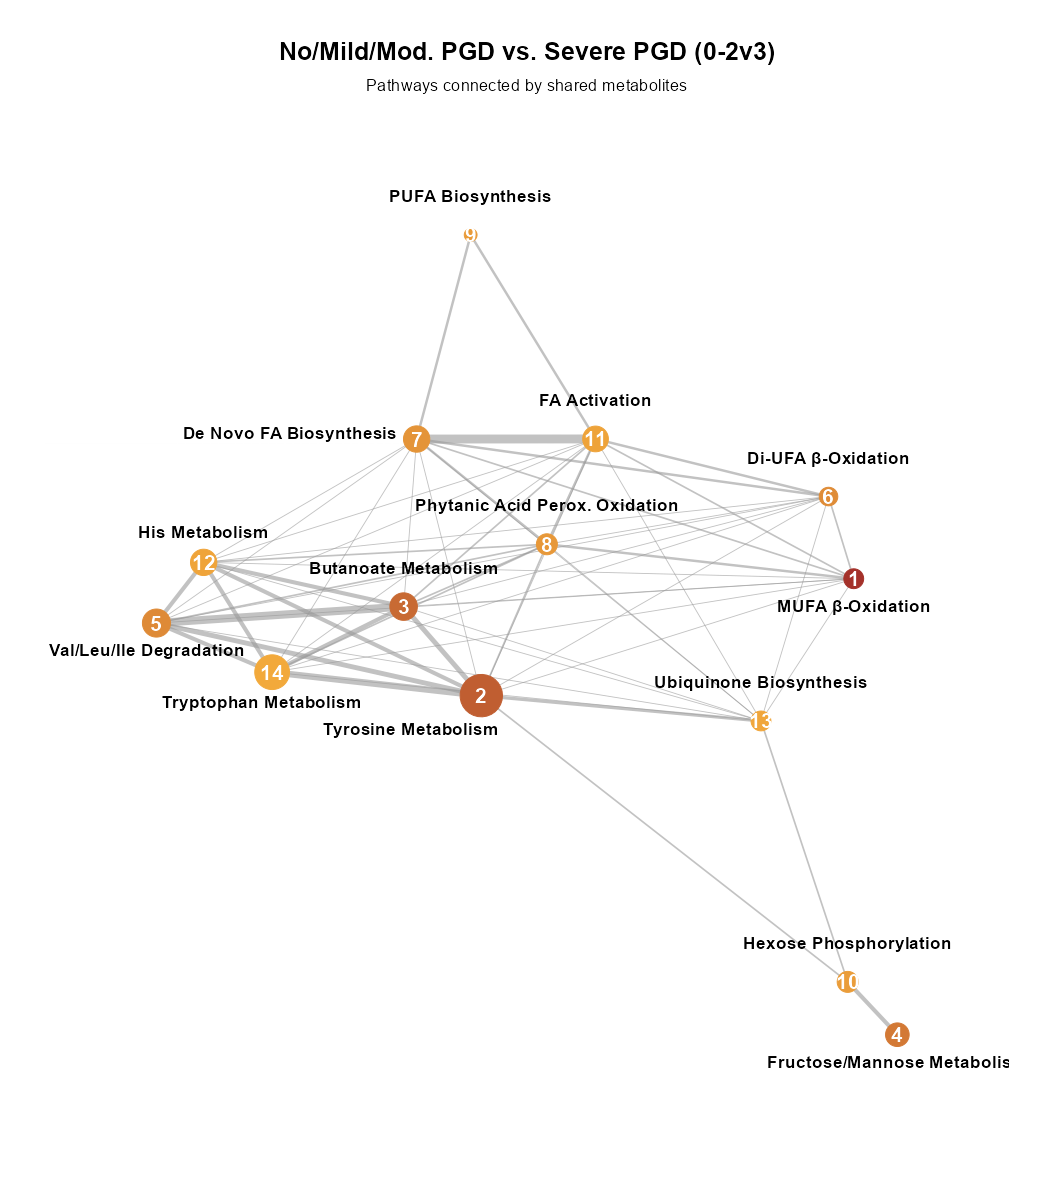 No/Mild/Mod. PGD vs. Severe PGD (0-2v3)
Pathways connected by shared metabolites
PUFA Biosynthesis
9
FA Activation
De Novo FA Biosynthesis
7
11
Di-UFA β-Oxidation
6
Phytanic Acid Perox. Oxidation
His Metabolism
8
12
Butanoate Metabolism
1
3
MUFA β-Oxidation
5
Val/Leu/Ile Degradation
14
Ubiquinone Biosynthesis
2
Tryptophan Metabolism
13
Tyrosine Metabolism
Hexose Phosphorylation
10
4
Fructose/Mannose Metabolis